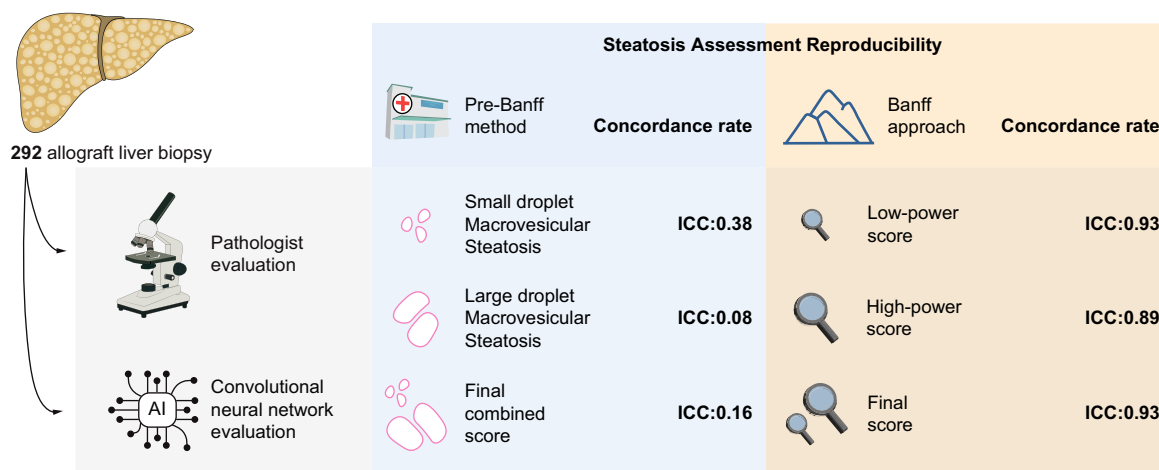 Steatosis Assessment Reproducibility
Pre-Banff
method
Concordance rate
Banff
approach
Concordance rate
292 allograft liver biopsy
Pathologist
evaluation
Small droplet
Macrovesicular
Steatosis
ICC:0.38
Low-power
score
ICC:0.93
Large droplet
Macrovesicular
Steatosis
ICC:0.08
High-power
score
ICC:0.89
AI
Convolutional
neural network
evaluation
Final
combined
score
ICC:0.16
Final
score
ICC:0.93